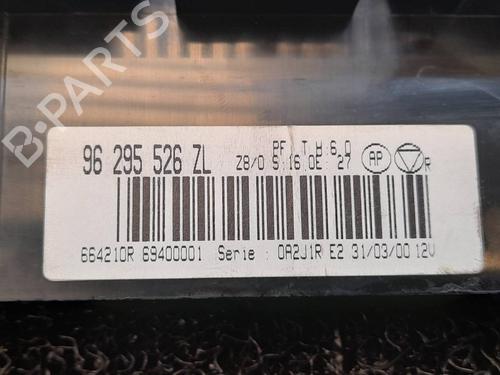 B-PARTS
PF T W 6.0
96 295 526 ZL Z8/0 S 16 0E 27 AP R
664210R 69400001 Serie : 0A2J1R E2 31/03/00 12V